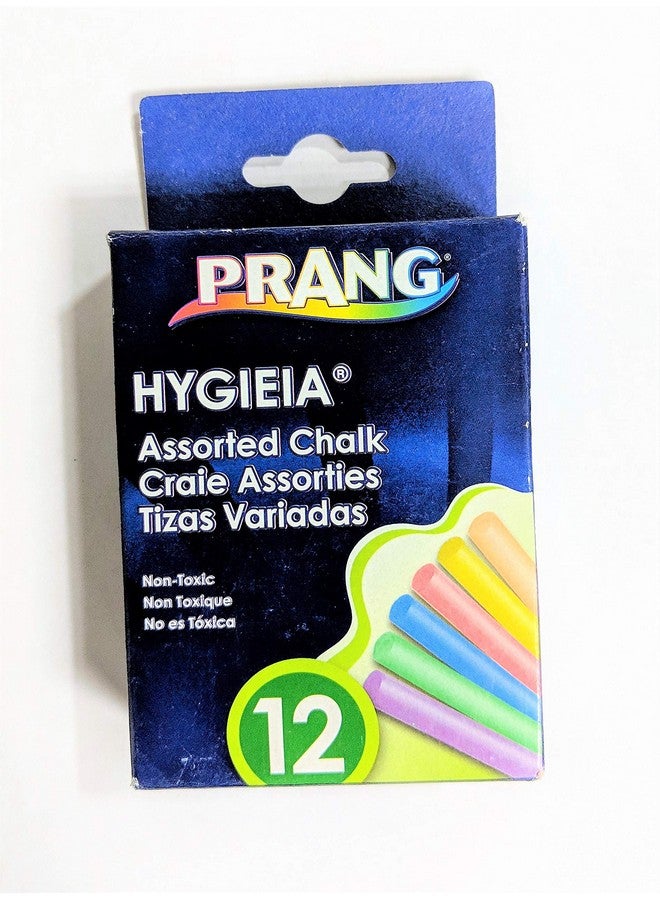 PRANG®
HYGIEIA®
Assorted Chalk
Craie Assorties
Tizas Variadas
Non-Toxic
Non Toxique
No es Tóxica
12